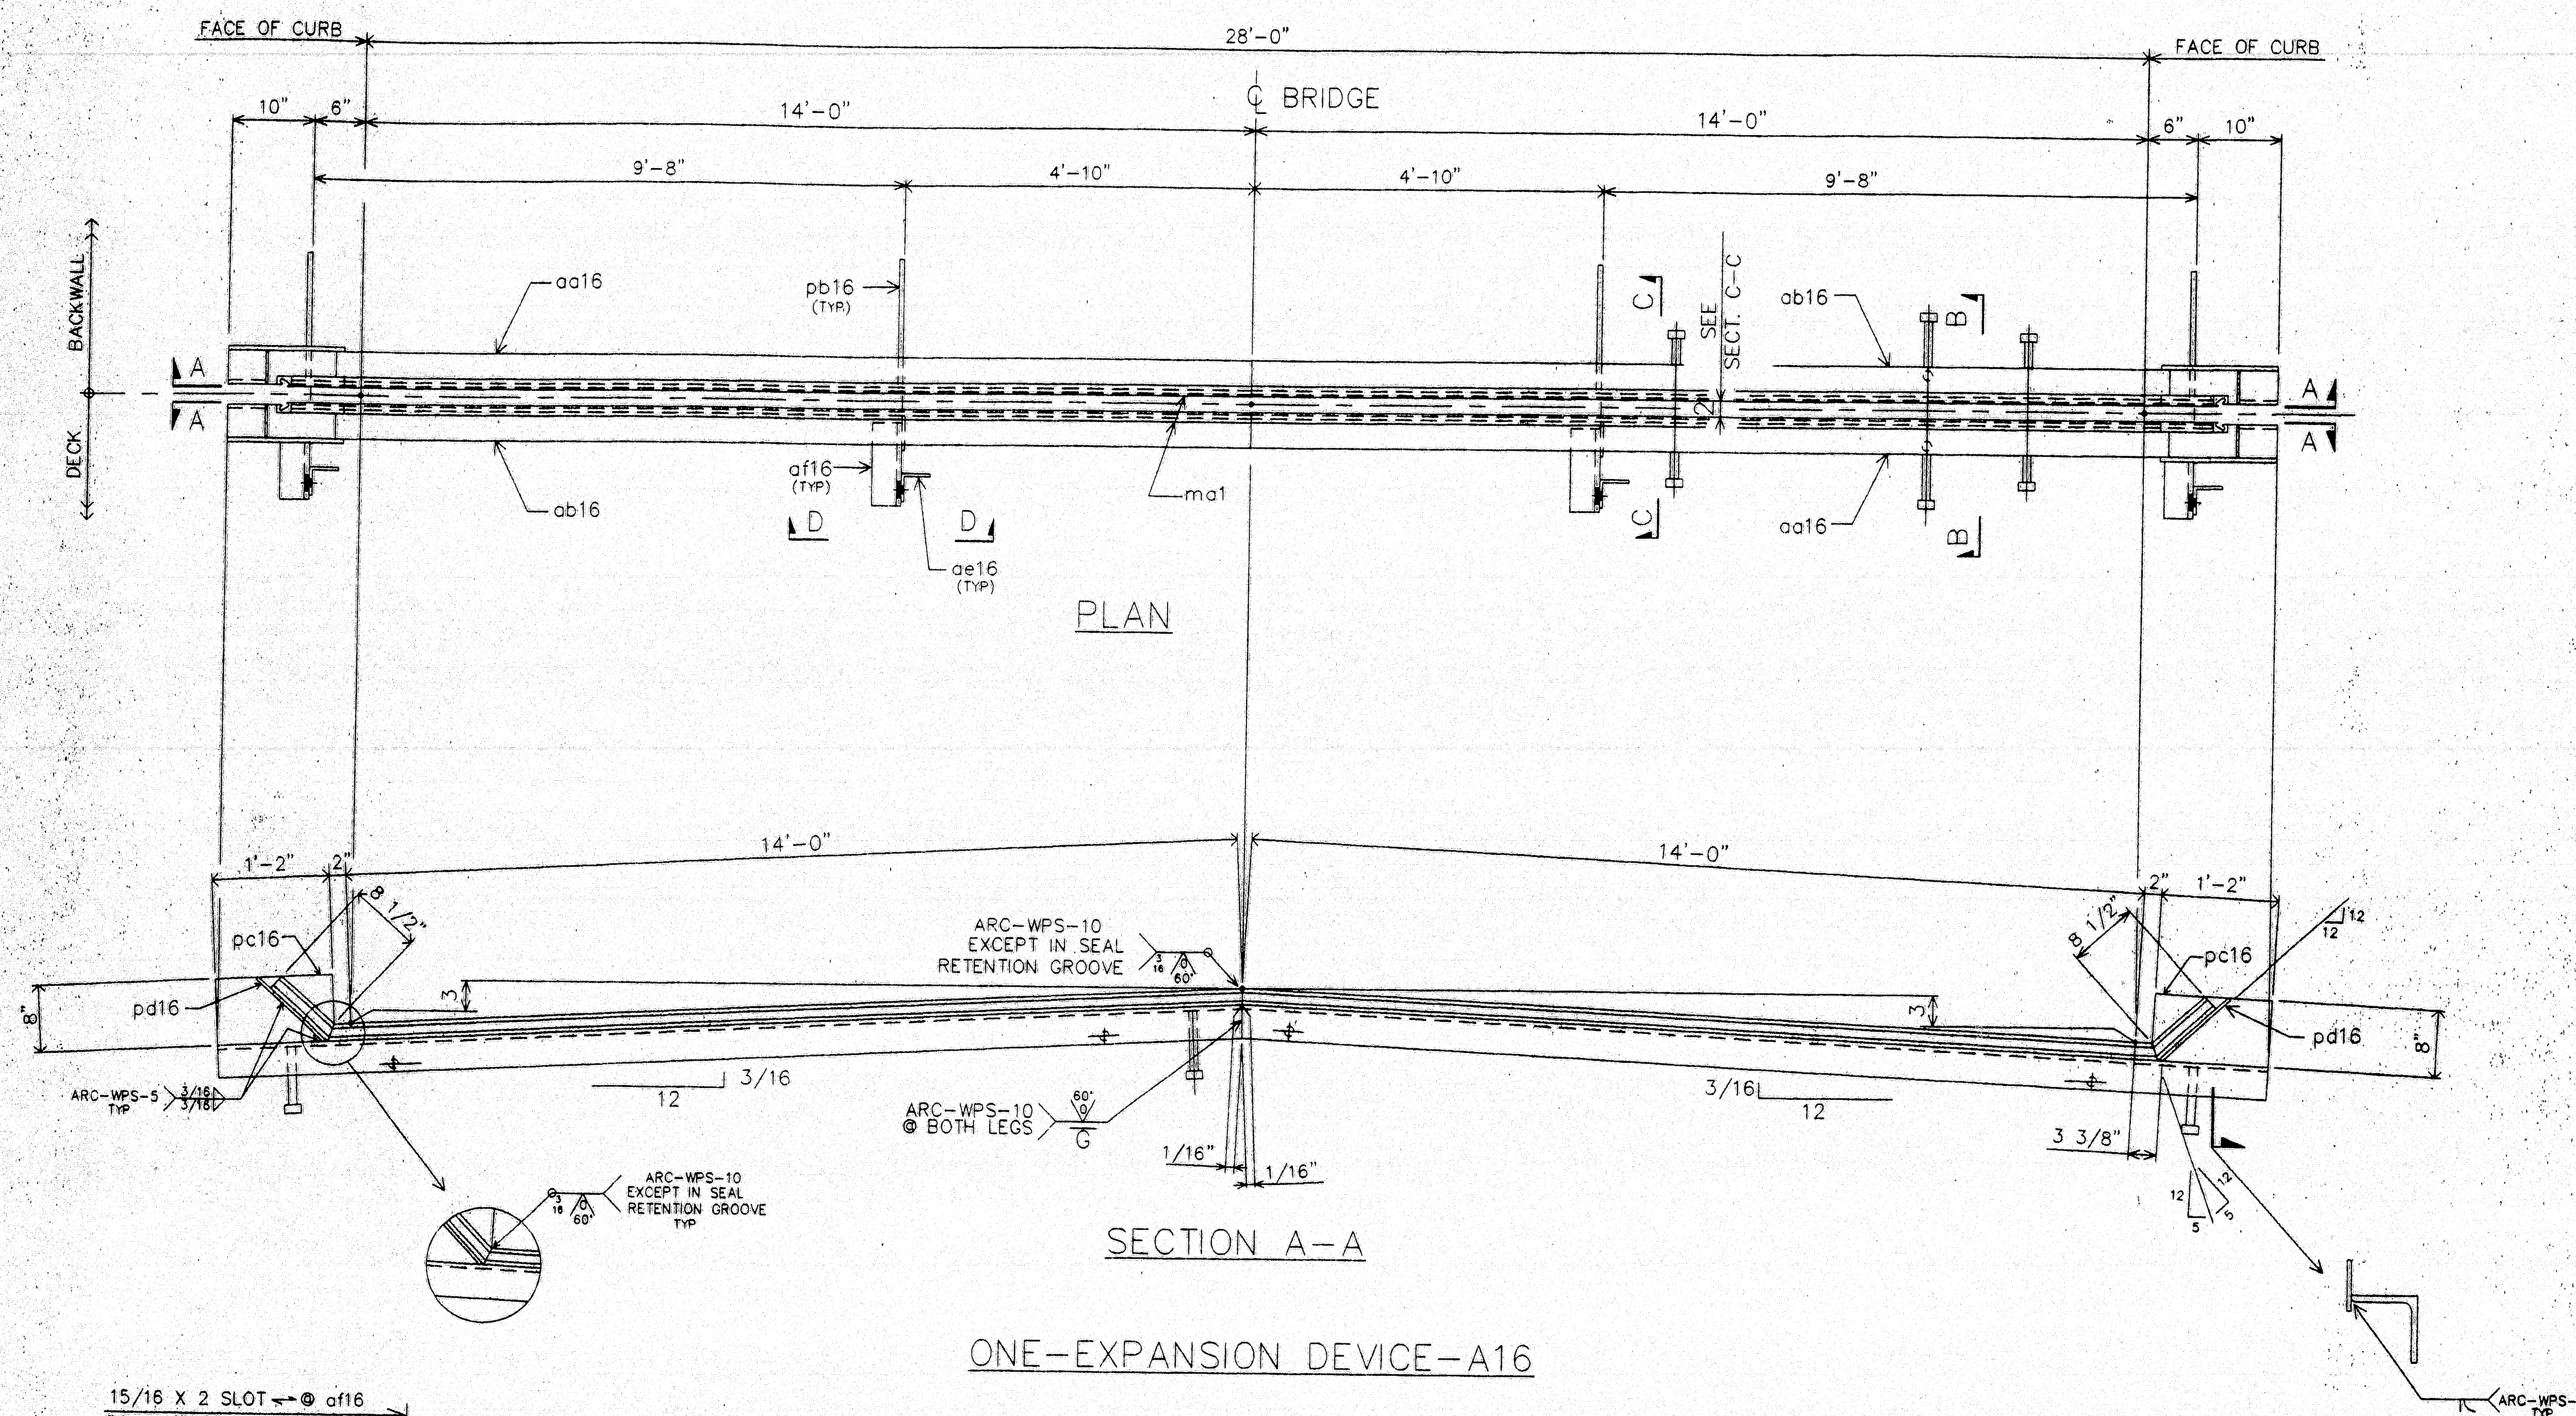 FACE OF CURB
28'-0"
FACE OF CURB
℄ BRIDGE
10"
6"
14'-0"
14'-0"
6"
10"
9'-8"
4'-10"
4'-10"
9'-8"
BACKWALL
DECK
aa16
pb16
(TYP.)
C
SEE
SECT. C-C
ab16
B
A
A
2
A
A
af16
(TYP)
ab16
ma1
D
D
C
aa16
B
ae16
(TYP)
PLAN
14'-0"
14'-0"
1'-2"
2"
2"
1'-2"
8 1/2"
8 1/2"
12
12
pc16
ARC-WPS-10
EXCEPT IN SEAL
RETENTION GROOVE
3
16
0
60°
pc16
pd16
8"
3
3
pd16
8"
ARC-WPS-5
TYP
3/16
3/16
3/16
12
ARC-WPS-10
@ BOTH LEGS
60°
0
G
3/16
12
1/16"
1/16"
3 3/8"
12
5
12
5
ARC-WPS-10
EXCEPT IN SEAL
RETENTION GROOVE
TYP
3
16
0
60°
SECTION A-A
ONE-EXPANSION DEVICE-A16
15/16 X 2 SLOT @ af16
ARC-WPS-
TYP